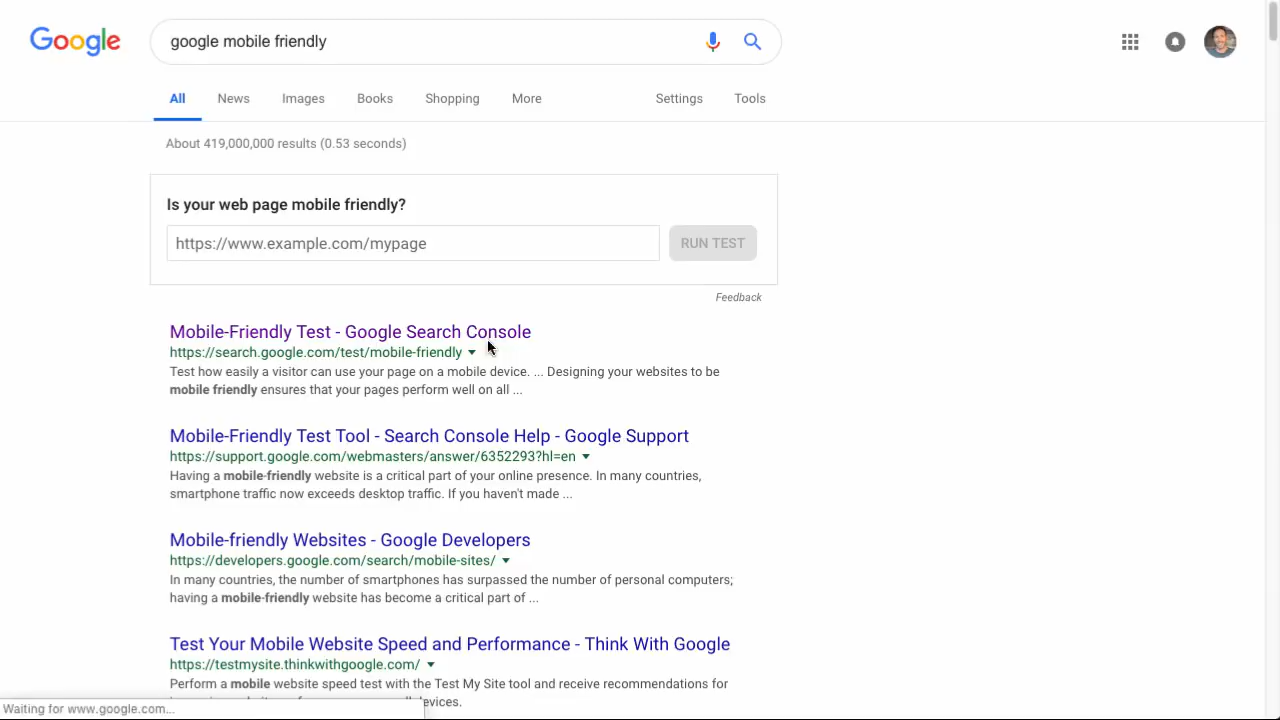 Google
google mobile friendly
All News Images Books Shopping More Settings Tools
About 419,000,000 results (0.53 seconds)
Is your web page mobile friendly?
https://www.example.com/mypage
RUN TEST
Feedback
Mobile-Friendly Test - Google Search Console
https://search.google.com/test/mobile-friendly
Test how easily a visitor can use your page on a mobile device. ... Designing your websites to be
mobile friendly ensures that your pages perform well on all ...
Mobile-Friendly Test Tool - Search Console Help - Google Support
https://support.google.com/webmasters/answer/6352293?hl=en
Having a mobile-friendly website is a critical part of your online presence. In many countries,
smartphone traffic now exceeds desktop traffic. If you haven't made ...
Mobile-friendly Websites - Google Developers
https://developers.google.com/search/mobile-sites/
In many countries, the number of smartphones has surpassed the number of personal computers;
having a mobile-friendly website has become a critical part of ...
Test Your Mobile Website Speed and Performance - Think With Google
https://testmysite.thinkwithgoogle.com/
Perform a mobile website speed test with the Test My Site tool and receive recommendations for
Waiting for www.google.com...